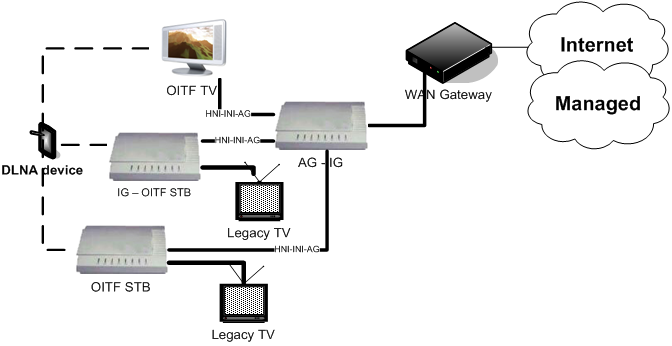 Internet
OITF TV
WAN Gateway
Managed
HNI-INI-AG
HNI-INI-AG
AG - IG
DLNA device
IG – OITF STB
Legacy TV
HNI-INI-AG
OITF STB
Legacy TV